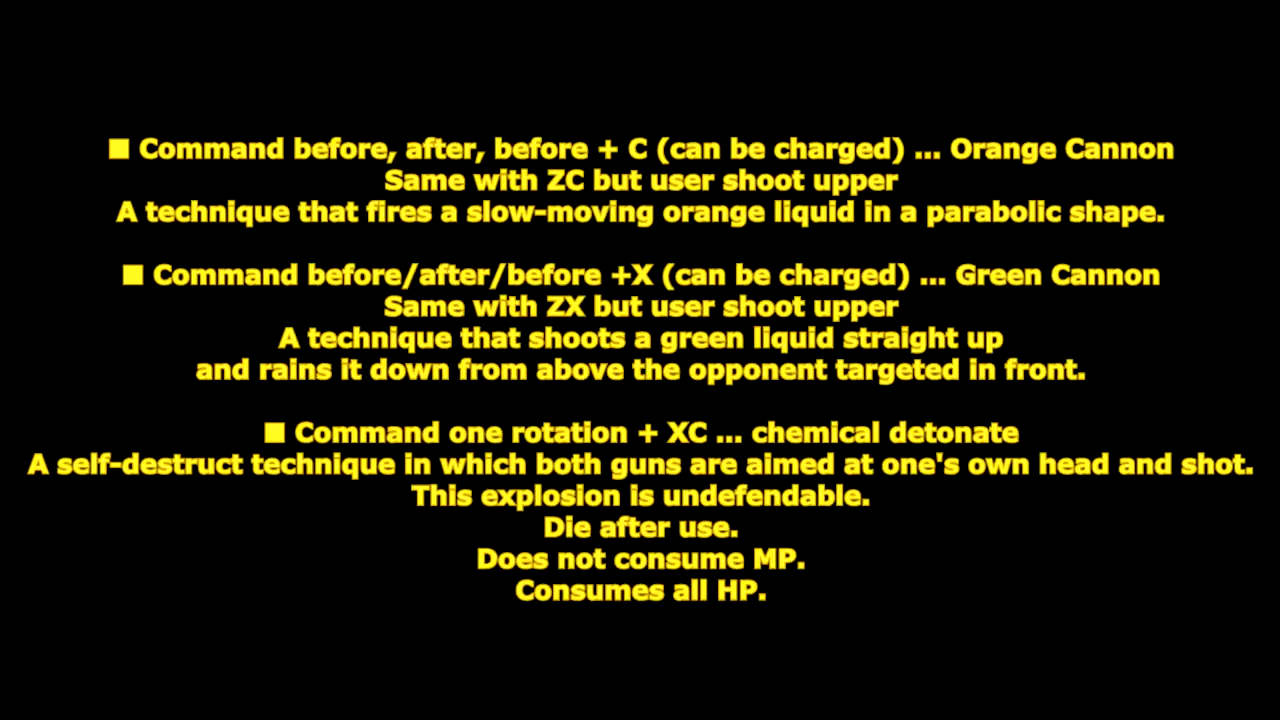 ■ Command before, after, before + C (can be charged) ... Orange Cannon
Same with ZC but user shoot upper
A technique that fires a slow-moving orange liquid in a parabolic shape.
■ Command before/after/before +X (can be charged) ... Green Cannon
Same with ZX but user shoot upper
A technique that shoots a green liquid straight up
and rains it down from above the opponent targeted in front.
■ Command one rotation + XC ... chemical detonate
A self-destruct technique in which both guns are aimed at one's own head and shot.
This explosion is undefendable.
Die after use.
Does not consume MP.
Consumes all HP.